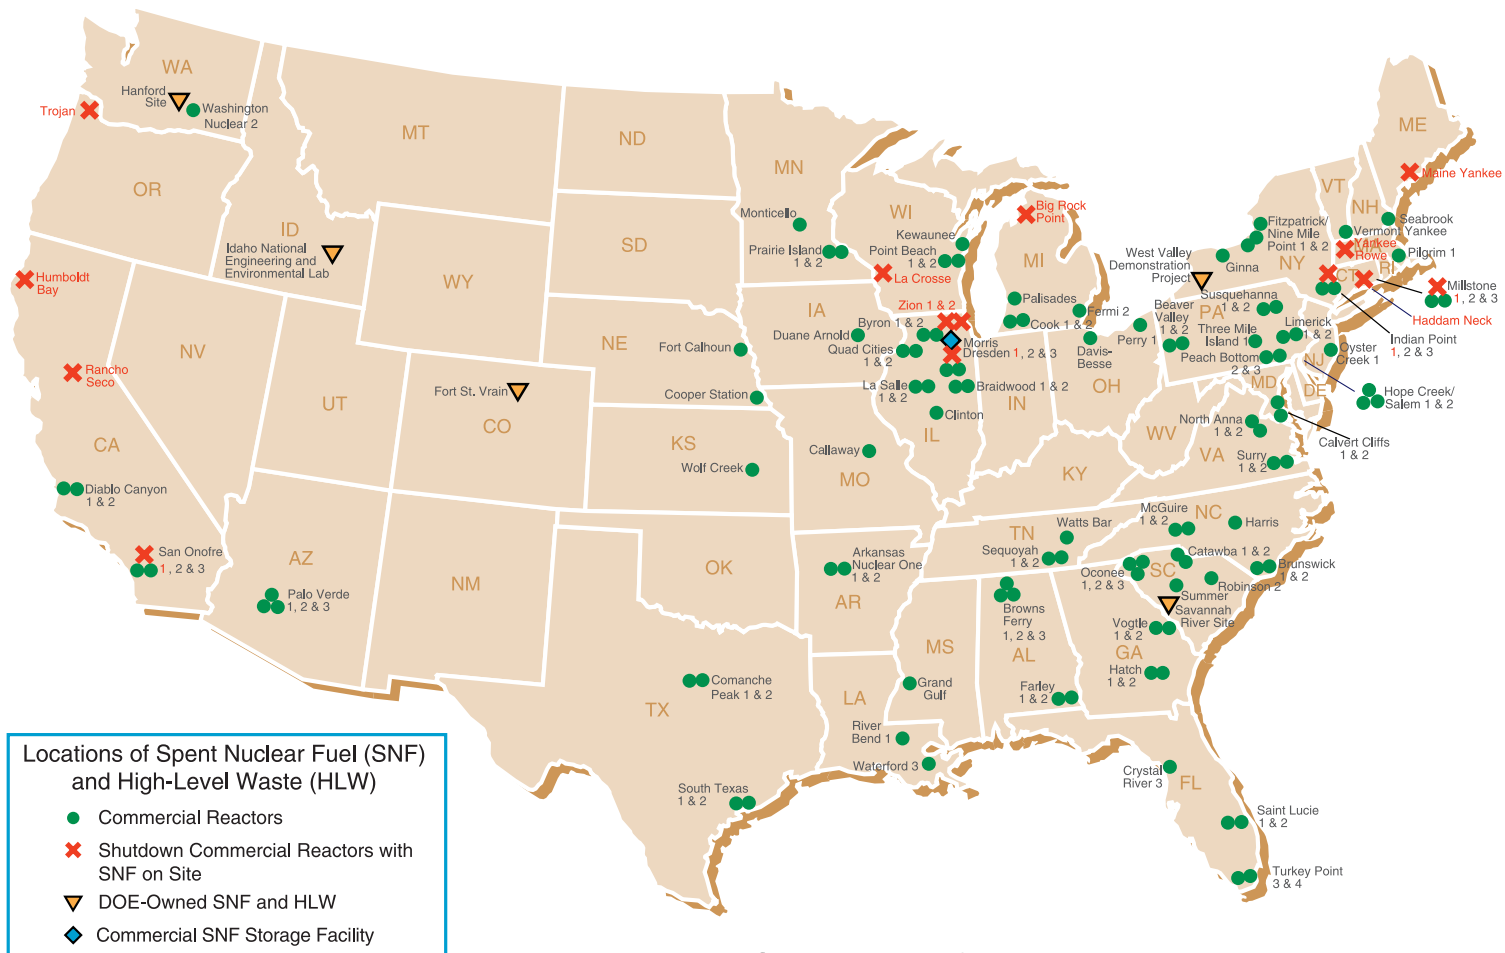 WA
Hanford
Site
Washington
Nuclear 2
Trojan
MT
ND
MN
ME
OR
ID
Idaho National
Engineering and
Environmental Lab
WY
SD
Monticello
Prairie Island
1 & 2
WI
Kewaunee
Point Beach
1 & 2
La Crosse
Big Rock
Point
MI
Palisades
Cook 1 & 2
Fermi 2
VT
NH
Maine Yankee
Seabrook
Vermont Yankee
Yankee
Rowe
MA
Pilgrim 1
CT
RI
Fitzpatrick/
Nine Mile
Point 1 & 2
NY
Ginna
West Valley
Demonstration
Project
Millstone
1, 2 & 3
Haddam Neck
Indian Point
1, 2 & 3
Humboldt
Bay
NV
Rancho
Seco
CA
UT
Fort St. Vrain
CO
NE
Fort Calhoun
Cooper Station
IA
Duane Arnold
Zion 1 & 2
Byron 1 & 2
Quad Cities
1 & 2
Morris
Dresden 1, 2 & 3
La Salle
1 & 2
Braidwood 1 & 2
Clinton
IL
IN
OH
Davis-
Besse
Perry 1
Beaver
Valley
1 & 2
PA
Susquehanna
1 & 2
Three Mile
Island 1
Peach Bottom
2 & 3
Limerick
1 & 2
Oyster
Creek 1
NJ
MD
DE
Hope Creek/
Salem 1 & 2
Calvert Cliffs
1 & 2
North Anna
1 & 2
WV
VA
Surry
1 & 2
KS
Wolf Creek
Callaway
MO
KY
Diablo Canyon
1 & 2
San Onofre
1, 2 & 3
AZ
Palo Verde
1, 2 & 3
NM
OK
Arkansas
Nuclear One
1 & 2
AR
TN
Watts Bar
Sequoyah
1 & 2
McGuire
1 & 2
NC
Harris
Catawba 1 & 2
Oconee
1, 2 & 3
SC
Brunswick
1 & 2
Robinson 2
Summer
Savannah
River Site
Browns
Ferry
1, 2 & 3
Vogtle
1 & 2
GA
Hatch
1 & 2
AL
Farley
1 & 2
MS
Grand
Gulf
LA
River
Bend 1
Waterford 3
TX
Comanche
Peak 1 & 2
South Texas
1 & 2
Crystal
River 3
FL
Saint Lucie
1 & 2
Turkey Point
3 & 4
Locations of Spent Nuclear Fuel (SNF)
and High-Level Waste (HLW)
Commercial Reactors
Shutdown Commercial Reactors with
SNF on Site
DOE-Owned SNF and HLW
Commercial SNF Storage Facility